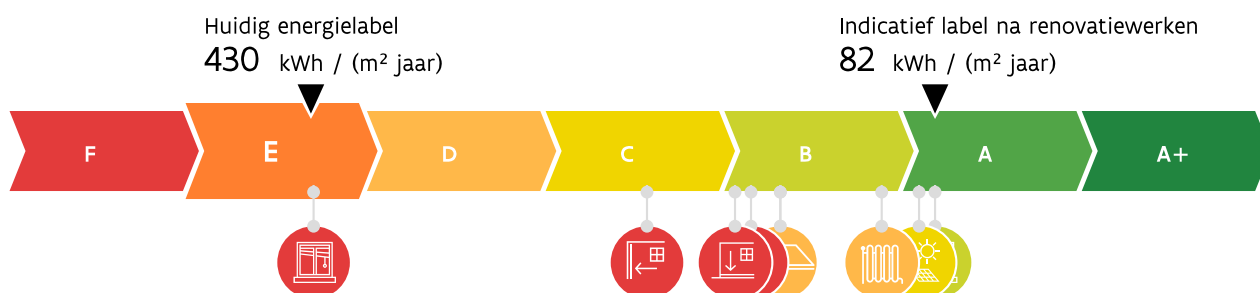 Huidig energielabel
430 kWh / (m² jaar)
Indicatief label na renovatiewerken
82 kWh / (m² jaar)
F E D C B A A+